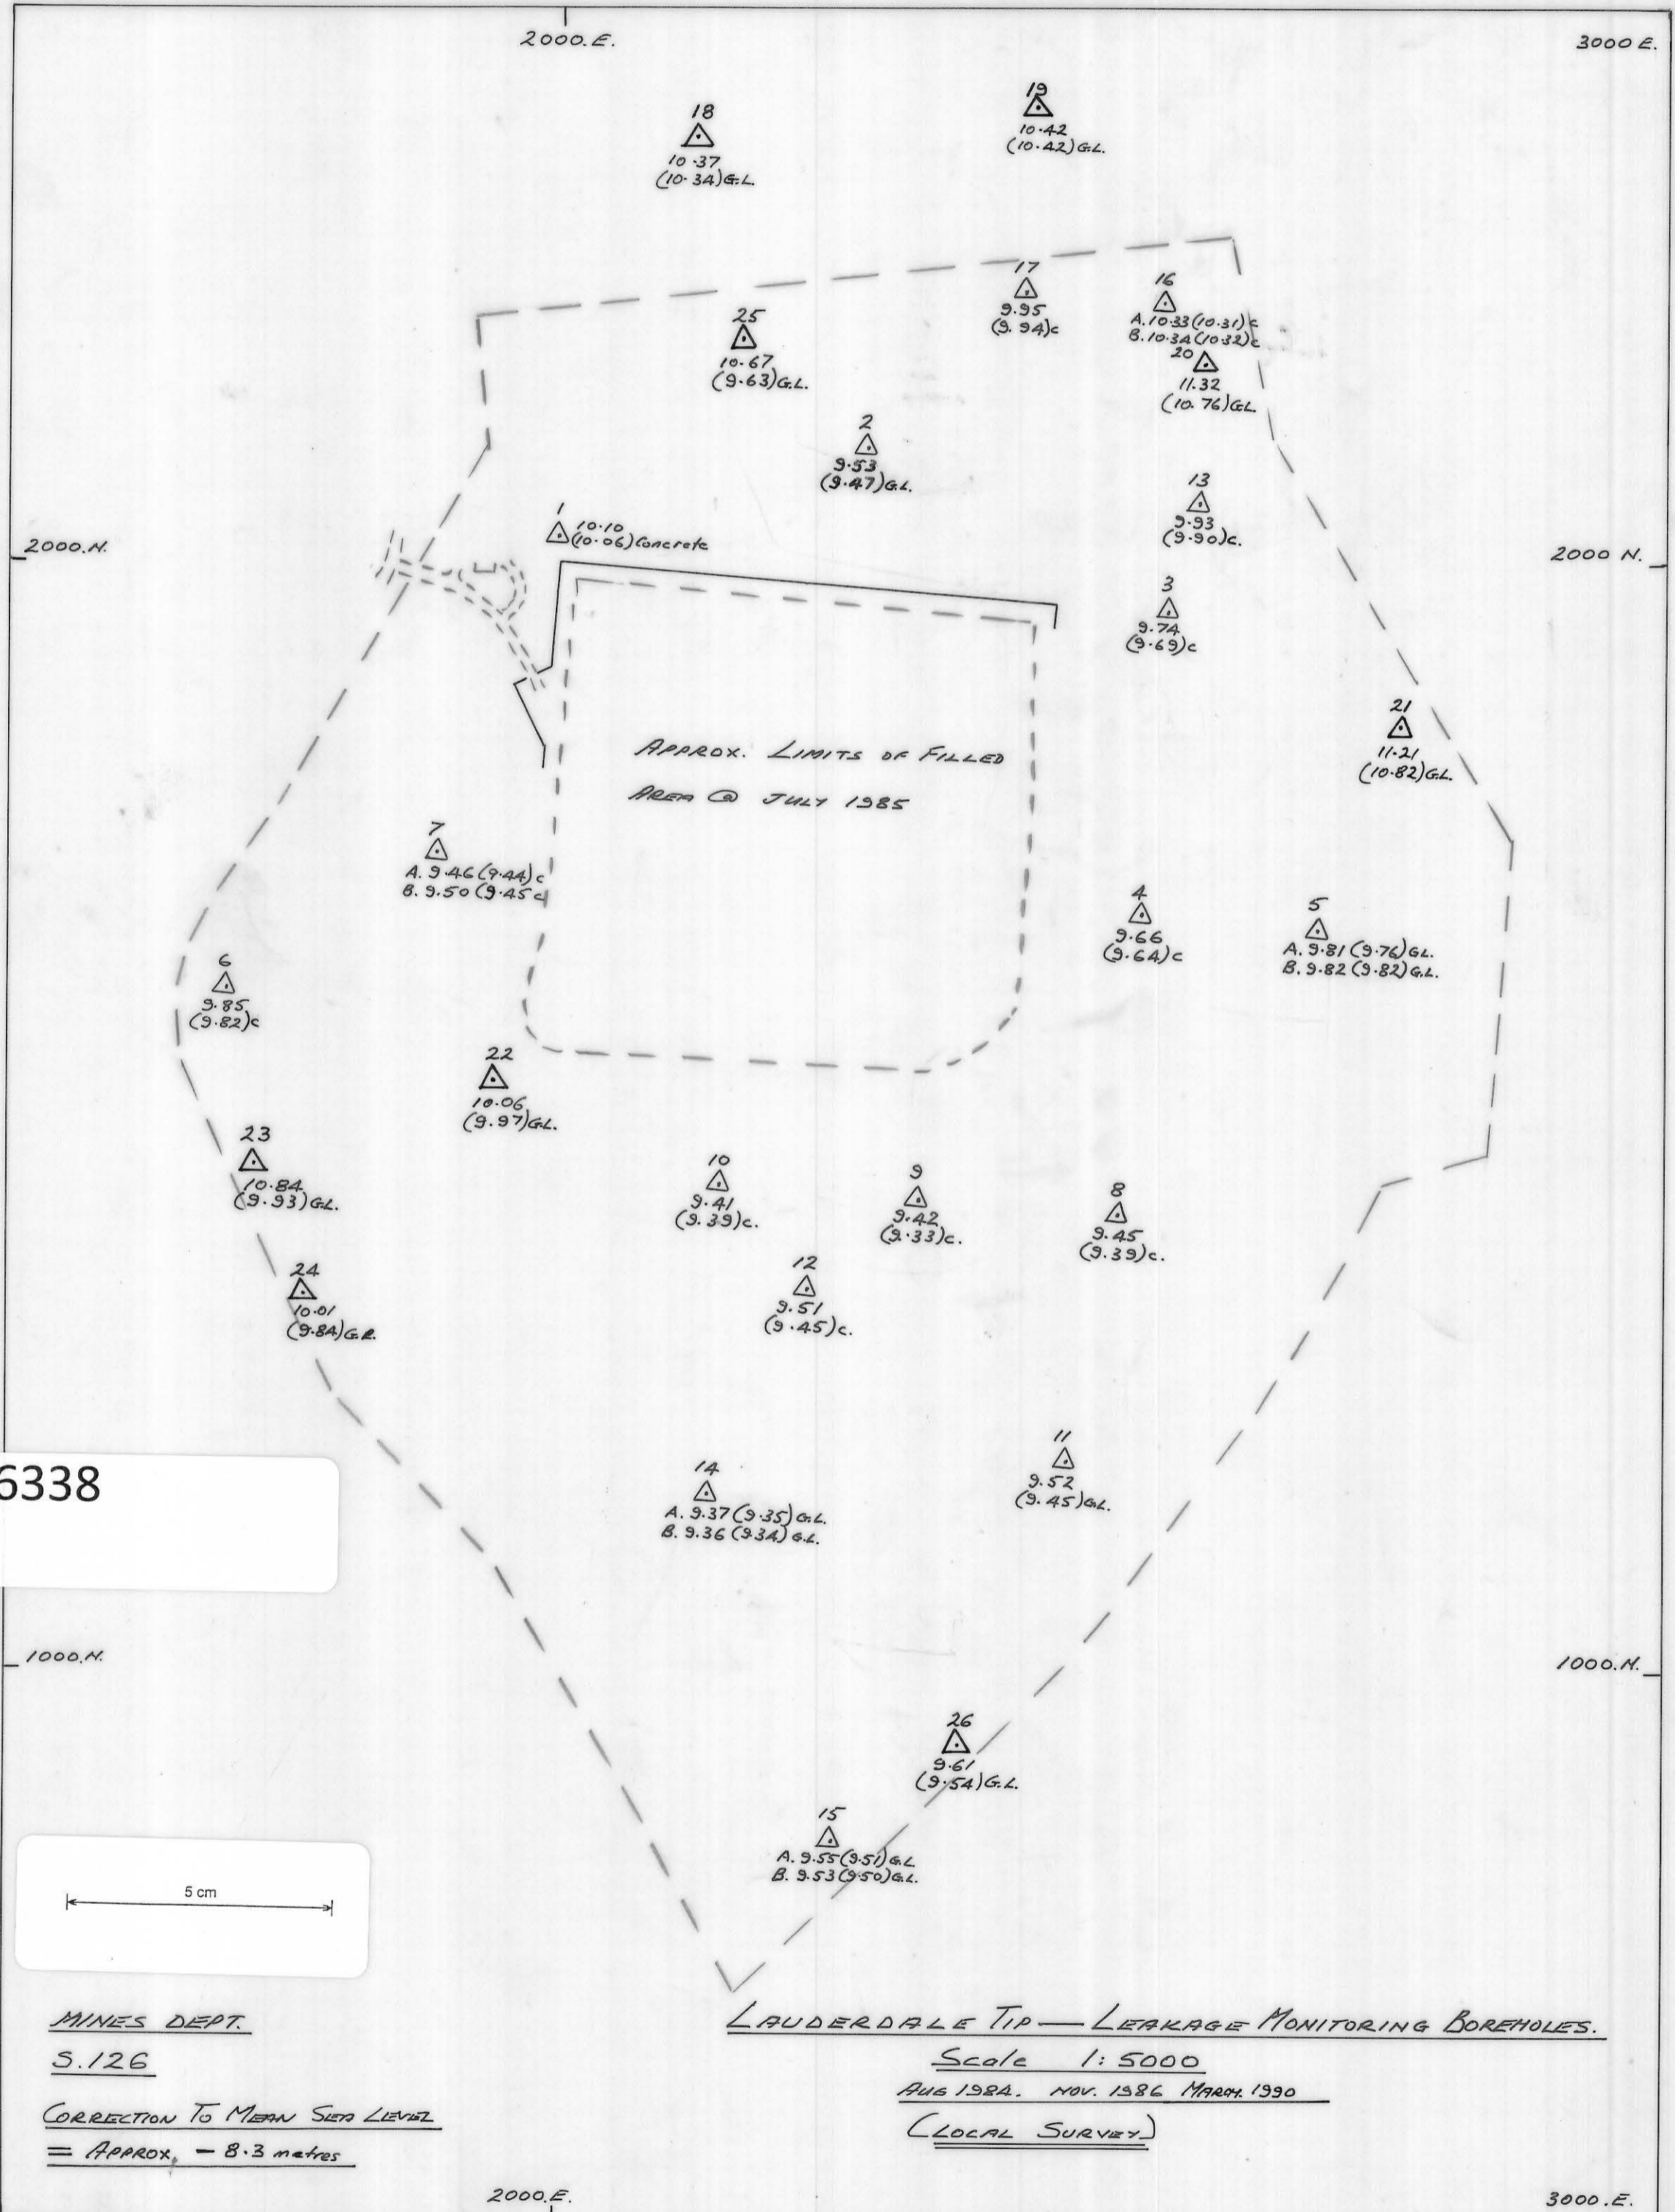 2000.E.
3000 E.
18
10.37
(10.34)G.L.
19
10.42
(10.42)G.L.
17
9.95
(9.94)c
16
A.10.33(10.31)c
B.10.34(10.32)c
20
11.32
(10.76)G.L.
25
10.67
(9.63)G.L.
2
9.53
(9.47)G.L.
13
9.93
(9.90)c.
1
10.10
(10.06)Concrete
2000.N.
2000 N.
3
9.74
(9.69)c
21
11.21
(10.82)G.L.
APPROX. LIMITS OF FILLED
AREA @ JULY 1985
7
A. 9.46(9.44)c
B. 9.50(9.45c
4
9.66
(9.64)c
5
A. 9.81(9.76)G.L.
B. 9.82(9.82)G.L.
6
9.85
(9.82)c
22
10.06
(9.97)G.L.
23
10.84
(9.93)G.L.
10
9.41
(9.39)c.
9
9.42
(9.33)c.
8
9.45
(9.39)c.
24
10.01
(9.84)G.R.
12
9.51
(9.45)c.
11
9.52
(9.45)G.L.
14
A. 9.37(9.35)G.L.
B. 9.36(9.34)G.L.
6338
1000.N.
1000.N.
26
9.61
(9.54)G.L.
15
A. 9.55(9.51)G.L
B. 9.53(9.50)G.L.
5 cm
MINES DEPT.
S.126
CORRECTION TO MEAN SEA LEVEL
= APPROX. - 8.3 metres
LAUDERDALE TIP — LEAKAGE MONITORING BOREHOLES.
Scale 1:5000
AUG 1984. NOV. 1986 MARCH. 1990
(LOCAL SURVEY)
2000.E.
3000.E.